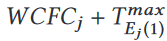 WCFC_j + T^{max}_{E_j(1)}